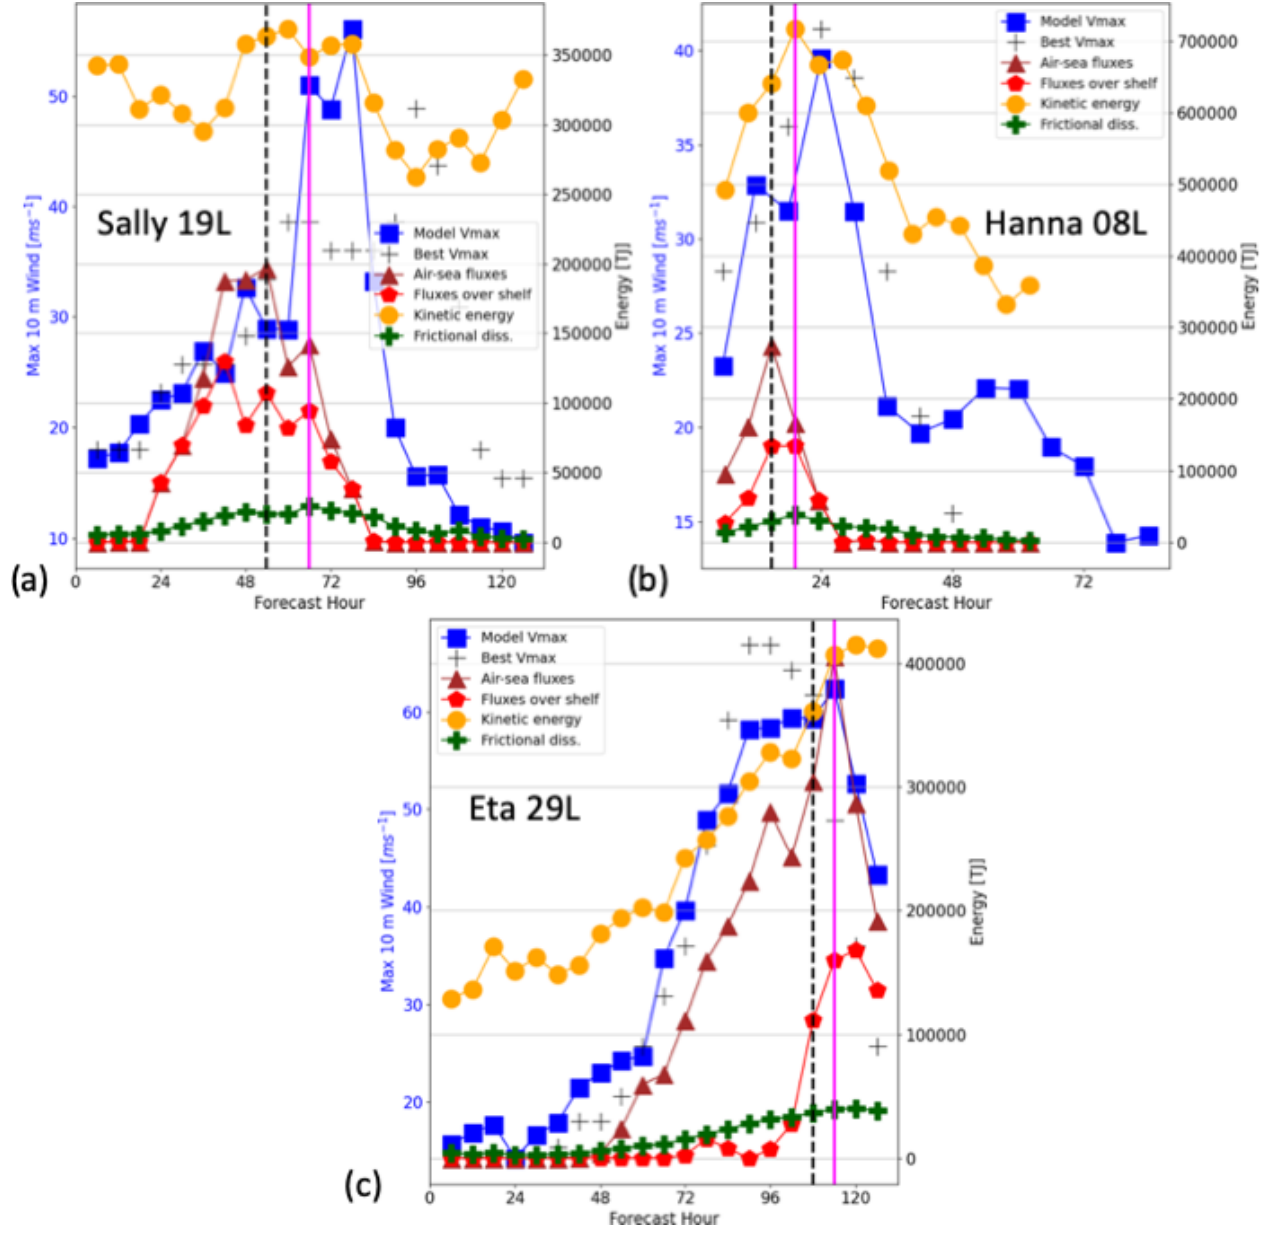 Sally 19L
Max 10 m Wind [ms⁻¹]
50
40
30
20
10
Model Vmax
Best Vmax
Air-sea fluxes
Fluxes over shelf
Kinetic energy
Frictional diss.
350000
300000
250000
200000
150000
100000
50000
0
Energy [TJ]
0 24 48 72 96 120
Forecast Hour
(a)
Hanna 08L
Max 10 m Wind [ms⁻¹]
40
35
30
25
20
15
Model Vmax
Best Vmax
Air-sea fluxes
Fluxes over shelf
Kinetic energy
Frictional diss.
700000
600000
500000
400000
300000
200000
100000
0
Energy [TJ]
24 48 72
Forecast Hour
(b)
Model Vmax
Best Vmax
Air-sea fluxes
Fluxes over shelf
Kinetic energy
Frictional diss.
Eta 29L
Max 10 m Wind [ms⁻¹]
60
50
40
30
20
400000
300000
200000
100000
0
Energy [TJ]
0 24 48 72 96 120
Forecast Hour
(c)